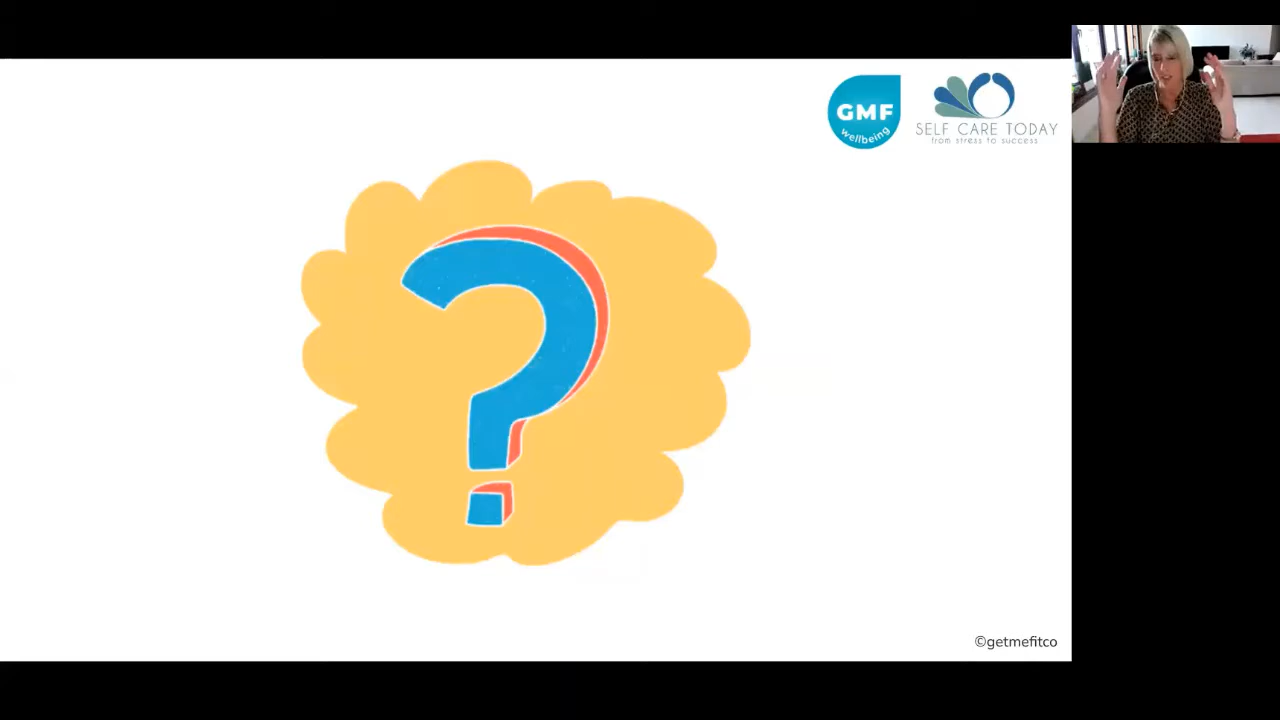 GMF
wellbeing
SELF CARE TODAY
from stress to success
?
©getmefitco